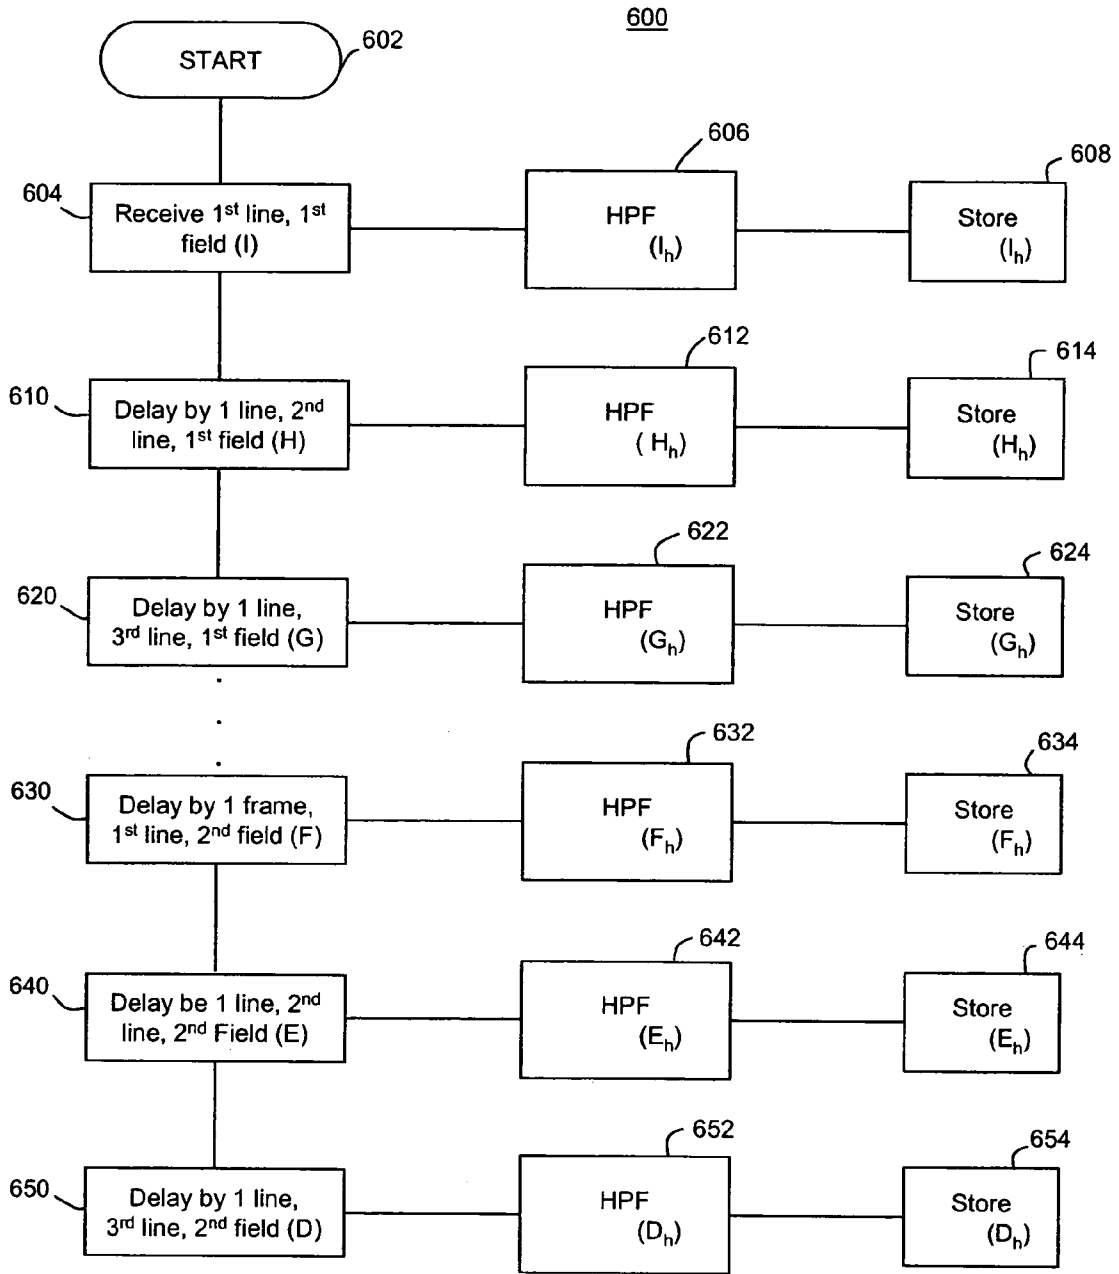 600
START
602
606
608
604
Receive 1st line, 1st
field (I)
HPF
(Ih)
Store
(Ih)
612
614
610
Delay by 1 line, 2nd
line, 1st field (H)
HPF
( Hh)
Store
(Hh)
622
624
620
Delay by 1 line,
3rd line, 1st field (G)
HPF
(Gh)
Store
(Gh)
632
634
630
Delay by 1 frame,
1st line, 2nd field (F)
HPF
(Fh)
Store
(Fh)
642
644
640
Delay be 1 line, 2nd
line, 2nd Field (E)
HPF
(Eh)
Store
(Eh)
652
654
650
Delay by 1 line,
3rd line, 2nd field (D)
HPF
(Dh)
Store
(Dh)